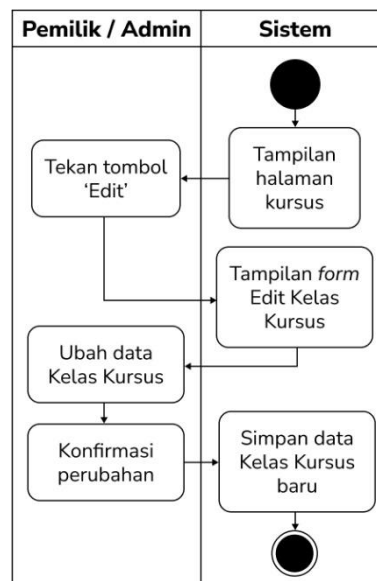 Pemilik / Admin
Sistem
Tampilan
halaman
kursus
Tekan tombol
‘Edit’
Tampilan form
Edit Kelas
Kursus
Ubah data
Kelas Kursus
Konfirmasi
perubahan
Simpan data
Kelas Kursus
baru